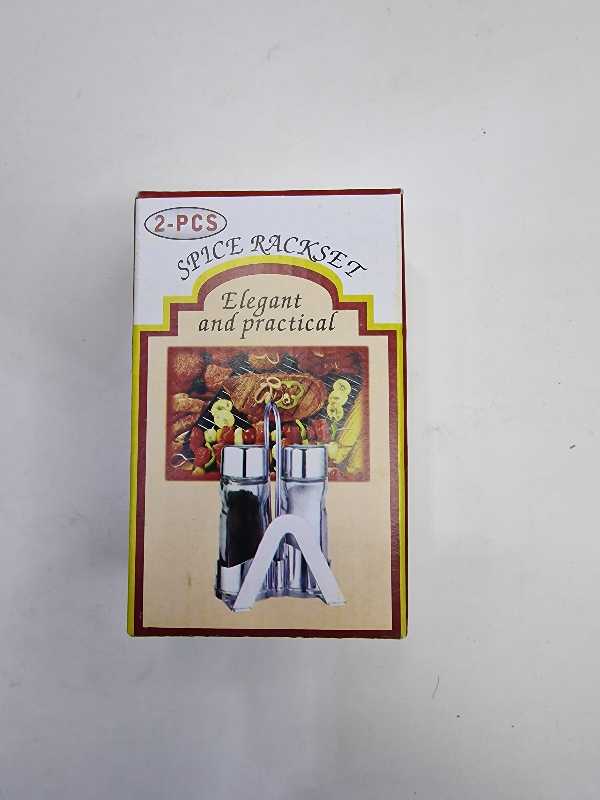 2-PCS
SPICE RACKSET
Elegant
and practical